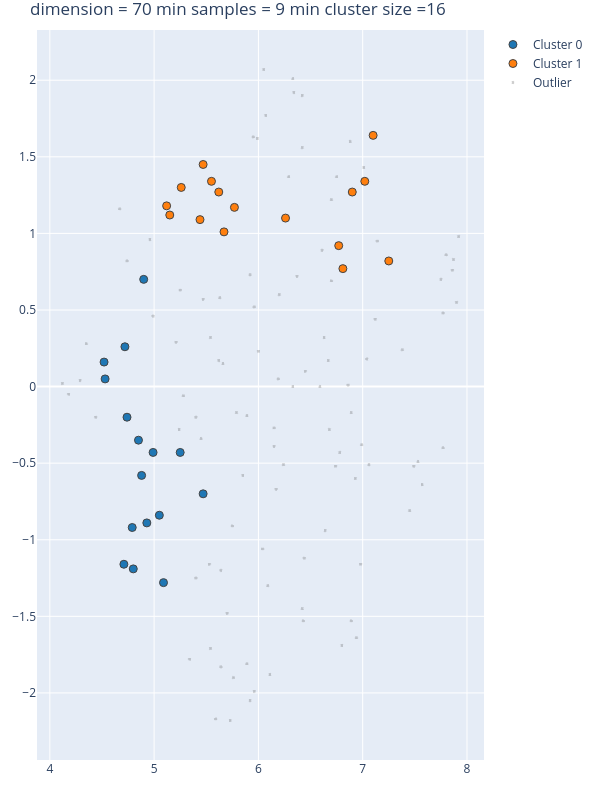 dimension = 70 min samples = 9 min cluster size =16
Cluster 0
Cluster 1
Outlier
2
1.5
1
0.5
0
−0.5
−1
−1.5
−2
4 5 6 7 8